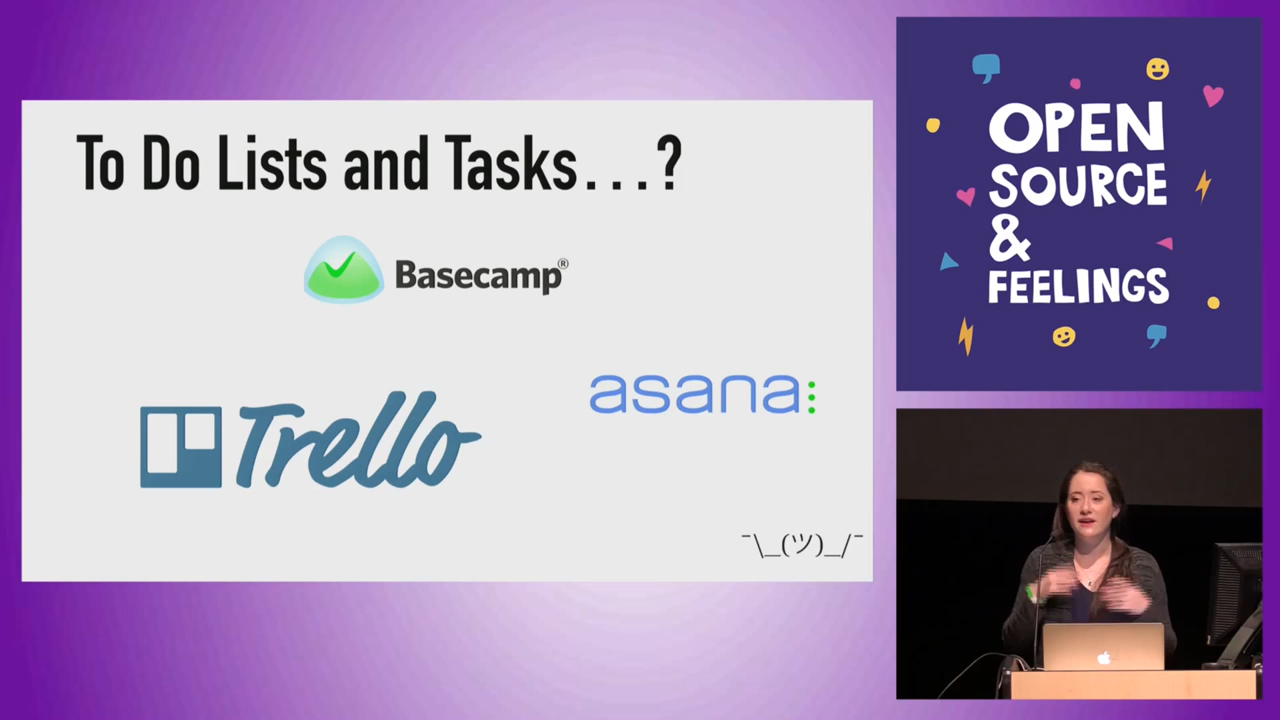 To Do Lists and Tasks...?
Basecamp®
Trello
asana:
¯\_(ツ)_/¯
OPEN
SOURCE
&
FEELINGS